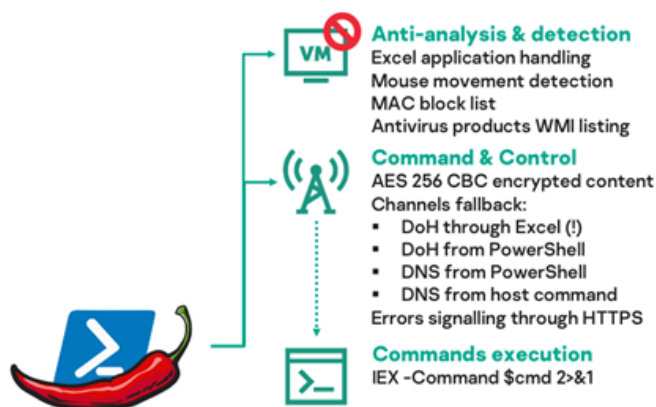 VM
Anti-analysis & detection
Excel application handling
Mouse movement detection
MAC block list
Antivirus products WMI listing
Command & Control
AES 256 CBC encrypted content
Channels fallback:
▪ DoH through Excel (!)
▪ DoH from PowerShell
▪ DNS from PowerShell
▪ DNS from host command
Errors signalling through HTTPS
Commands execution
IEX -Command $cmd 2>&1